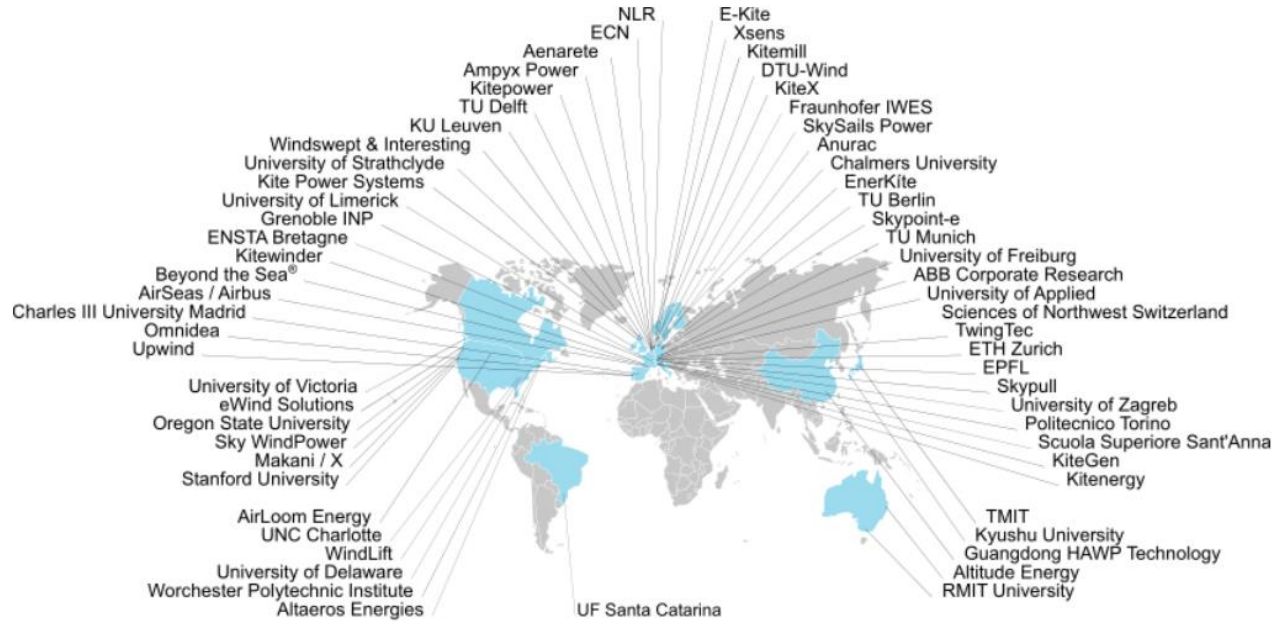 NLR
ECN
Aenarete
Ampyx Power
Kitepower
TU Delft
KU Leuven
Windswept & Interesting
University of Strathclyde
Kite Power Systems
University of Limerick
Grenoble INP
ENSTA Bretagne
Kitewinder
Beyond the Sea®
AirSeas / Airbus
Charles III University Madrid
Omnidea
Upwind
University of Victoria
eWind Solutions
Oregon State University
Sky WindPower
Makani / X
Stanford University
AirLoom Energy
UNC Charlotte
WindLift
University of Delaware
Worchester Polytechnic Institute
Altaeros Energies
UF Santa Catarina
E-Kite
Xsens
Kitemill
DTU-Wind
KiteX
Fraunhofer IWES
SkySails Power
Anurac
Chalmers University
EnerKíte
TU Berlin
Skypoint-e
TU Munich
University of Freiburg
ABB Corporate Research
University of Applied
Sciences of Northwest Switzerland
TwingTec
ETH Zurich
EPFL
Skypull
University of Zagreb
Politecnico Torino
Scuola Superiore Sant'Anna
KiteGen
Kitenergy
TMIT
Kyushu University
Guangdong HAWP Technology
Altitude Energy
RMIT University